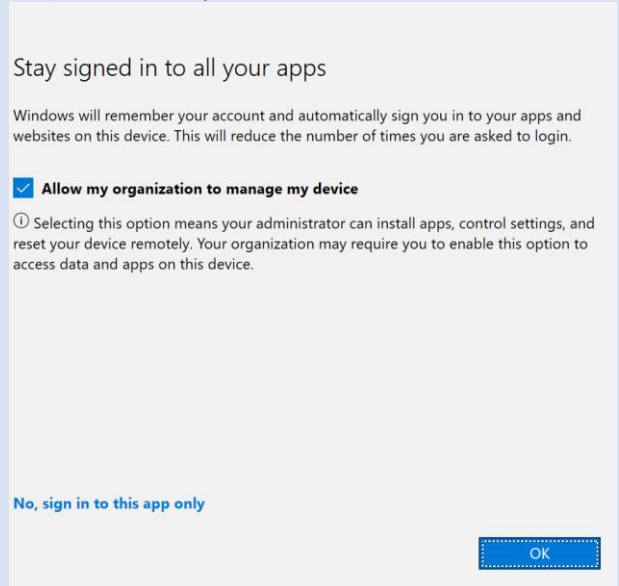 Stay signed in to all your apps
Windows will remember your account and automatically sign you in to your apps and
websites on this device. This will reduce the number of times you are asked to login.
Allow my organization to manage my device
Selecting this option means your administrator can install apps, control settings, and
reset your device remotely. Your organization may require you to enable this option to
access data and apps on this device.
No, sign in to this app only
OK